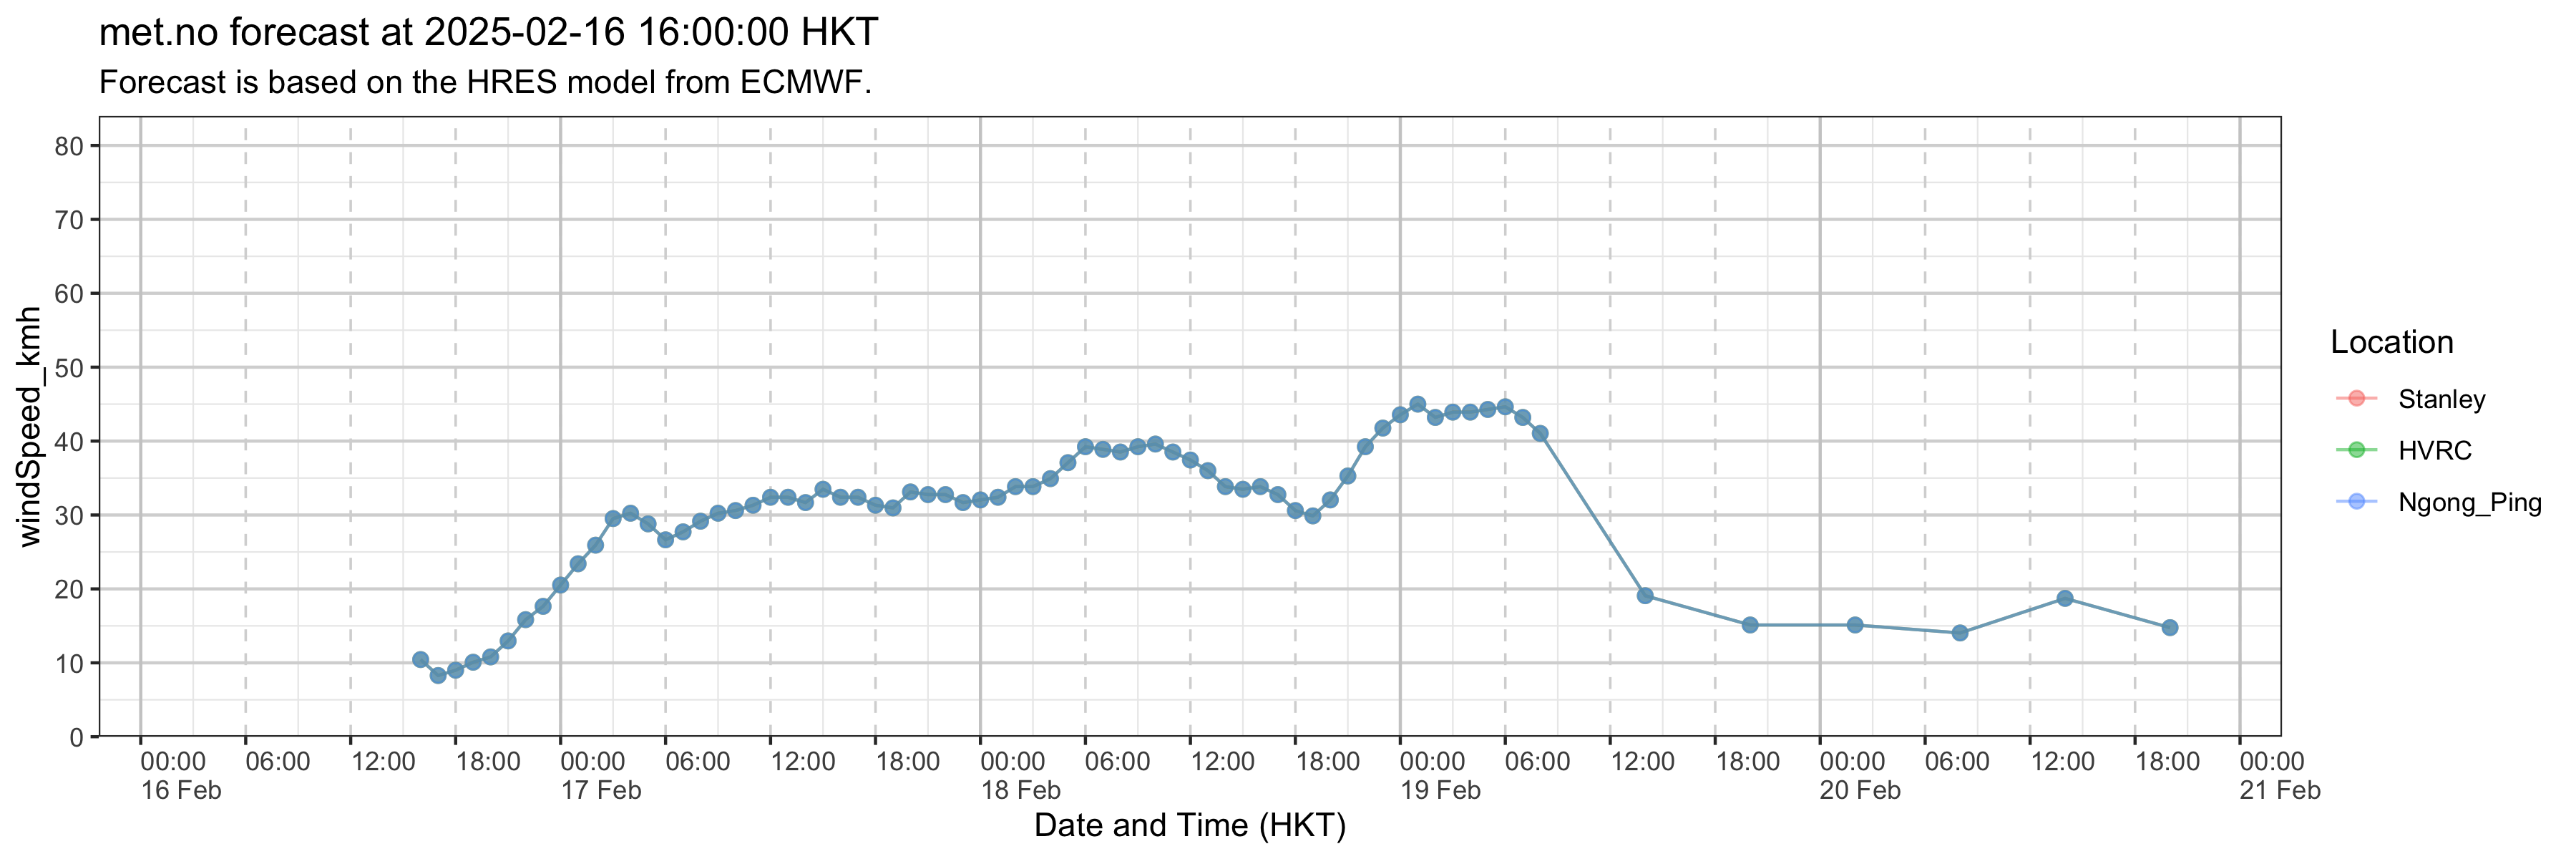 met.no forecast at 2025-02-16 16:00:00 HKT
Forecast is based on the HRES model from ECMWF.
windSpeed_kmh
80
70
60
50
40
30
20
10
0
00:00 06:00 12:00 18:00 00:00 06:00 12:00 18:00 00:00 06:00 12:00 18:00 00:00 06:00 12:00 18:00 00:00 06:00 12:00 18:00 00:00
16 Feb 17 Feb 18 Feb 19 Feb 20 Feb 21 Feb
Date and Time (HKT)
Location
Stanley
HVRC
Ngong_Ping